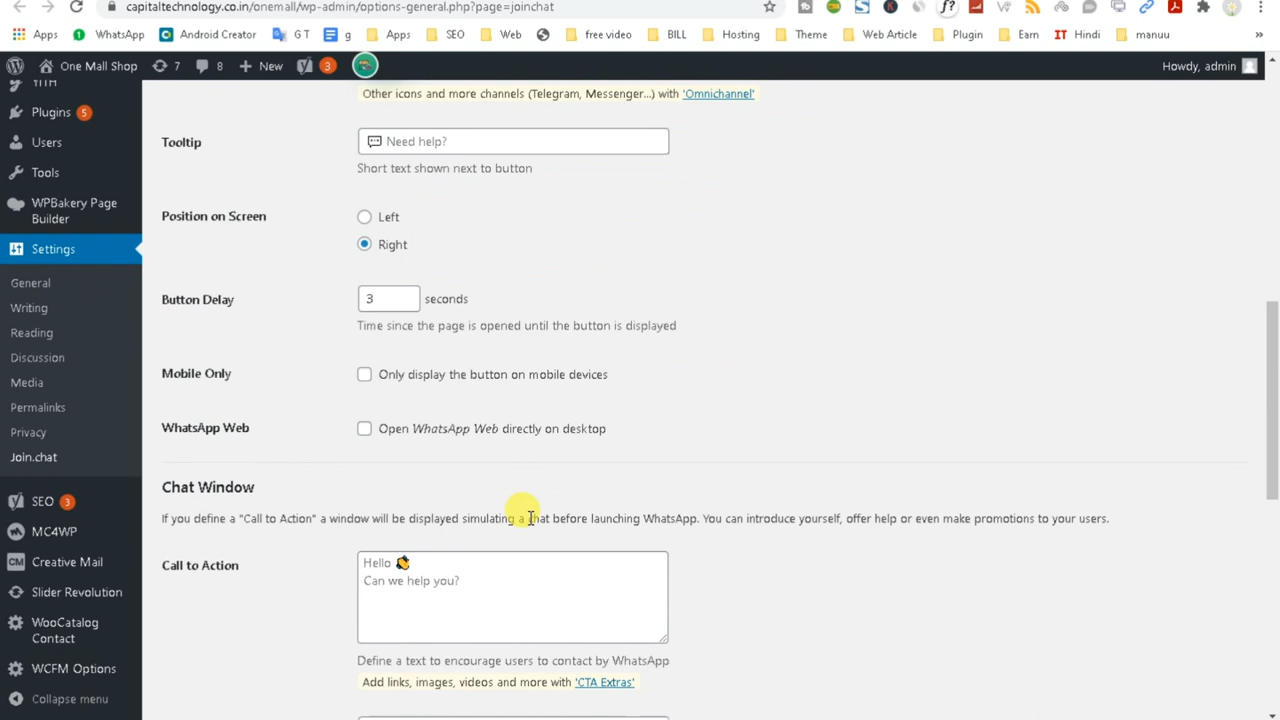 capitaltechnology.co.in/onemall/wp-admin/options-general.php?page=joinchat
Apps WhatsApp Android Creator G T g Apps SEO Web free video BILL Hosting Theme Web Article Plugin Earn IT Hindi manuu »
One Mall Shop 7 8 + New 3 Howdy, admin
YITH
Plugins 5
Users
Tools
WPBakery Page
Builder
Settings
General
Writing
Reading
Discussion
Media
Permalinks
Privacy
Join.chat
SEO 3
MC4WP
CM Creative Mail
Slider Revolution
WooCatalog
Contact
WCFM Options
Collapse menu
Other icons and more channels (Telegram, Messenger...) with 'Omnichannel'
Tooltip
Need help?
Short text shown next to button
Position on Screen
Left
Right
Button Delay
3 seconds
Time since the page is opened until the button is displayed
Mobile Only
Only display the button on mobile devices
WhatsApp Web
Open WhatsApp Web directly on desktop
Chat Window
If you define a "Call to Action" a window will be displayed simulating a chat before launching WhatsApp. You can introduce yourself, offer help or even make promotions to your users.
Call to Action
Hello 👋
Can we help you?
Define a text to encourage users to contact by WhatsApp
Add links, images, videos and more with 'CTA Extras'